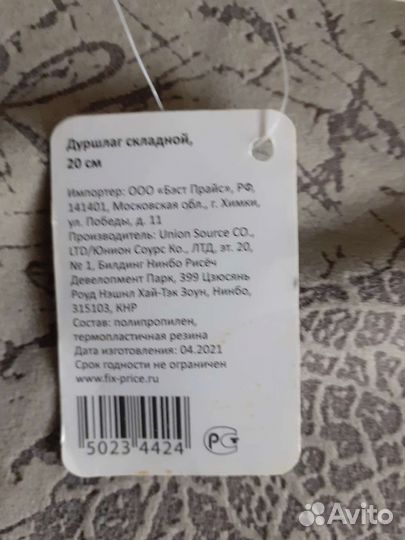 Дуршлаг складной,
20 см
Импортер: ООО «Бэст Прайс», РФ,
141401, Московская обл., г. Химки,
ул. Победы, д. 11
Производитель: Union Source CO.,
LTD/Юнион Соурс Ко., ЛТД, эт. 20,
№ 1, Билдинг Нинбо Рисёч
Девелопмент Парк, 399 Цзюсянь
Роуд Нэшнл Хай-Тэк Зоун, Нинбо,
315103, КНР
Состав: полипропилен,
термопластичная резина
Дата изготовления: 04.2021
Срок годности не ограничен
www.fix-price.ru
5023 4424
РСТ
Avito